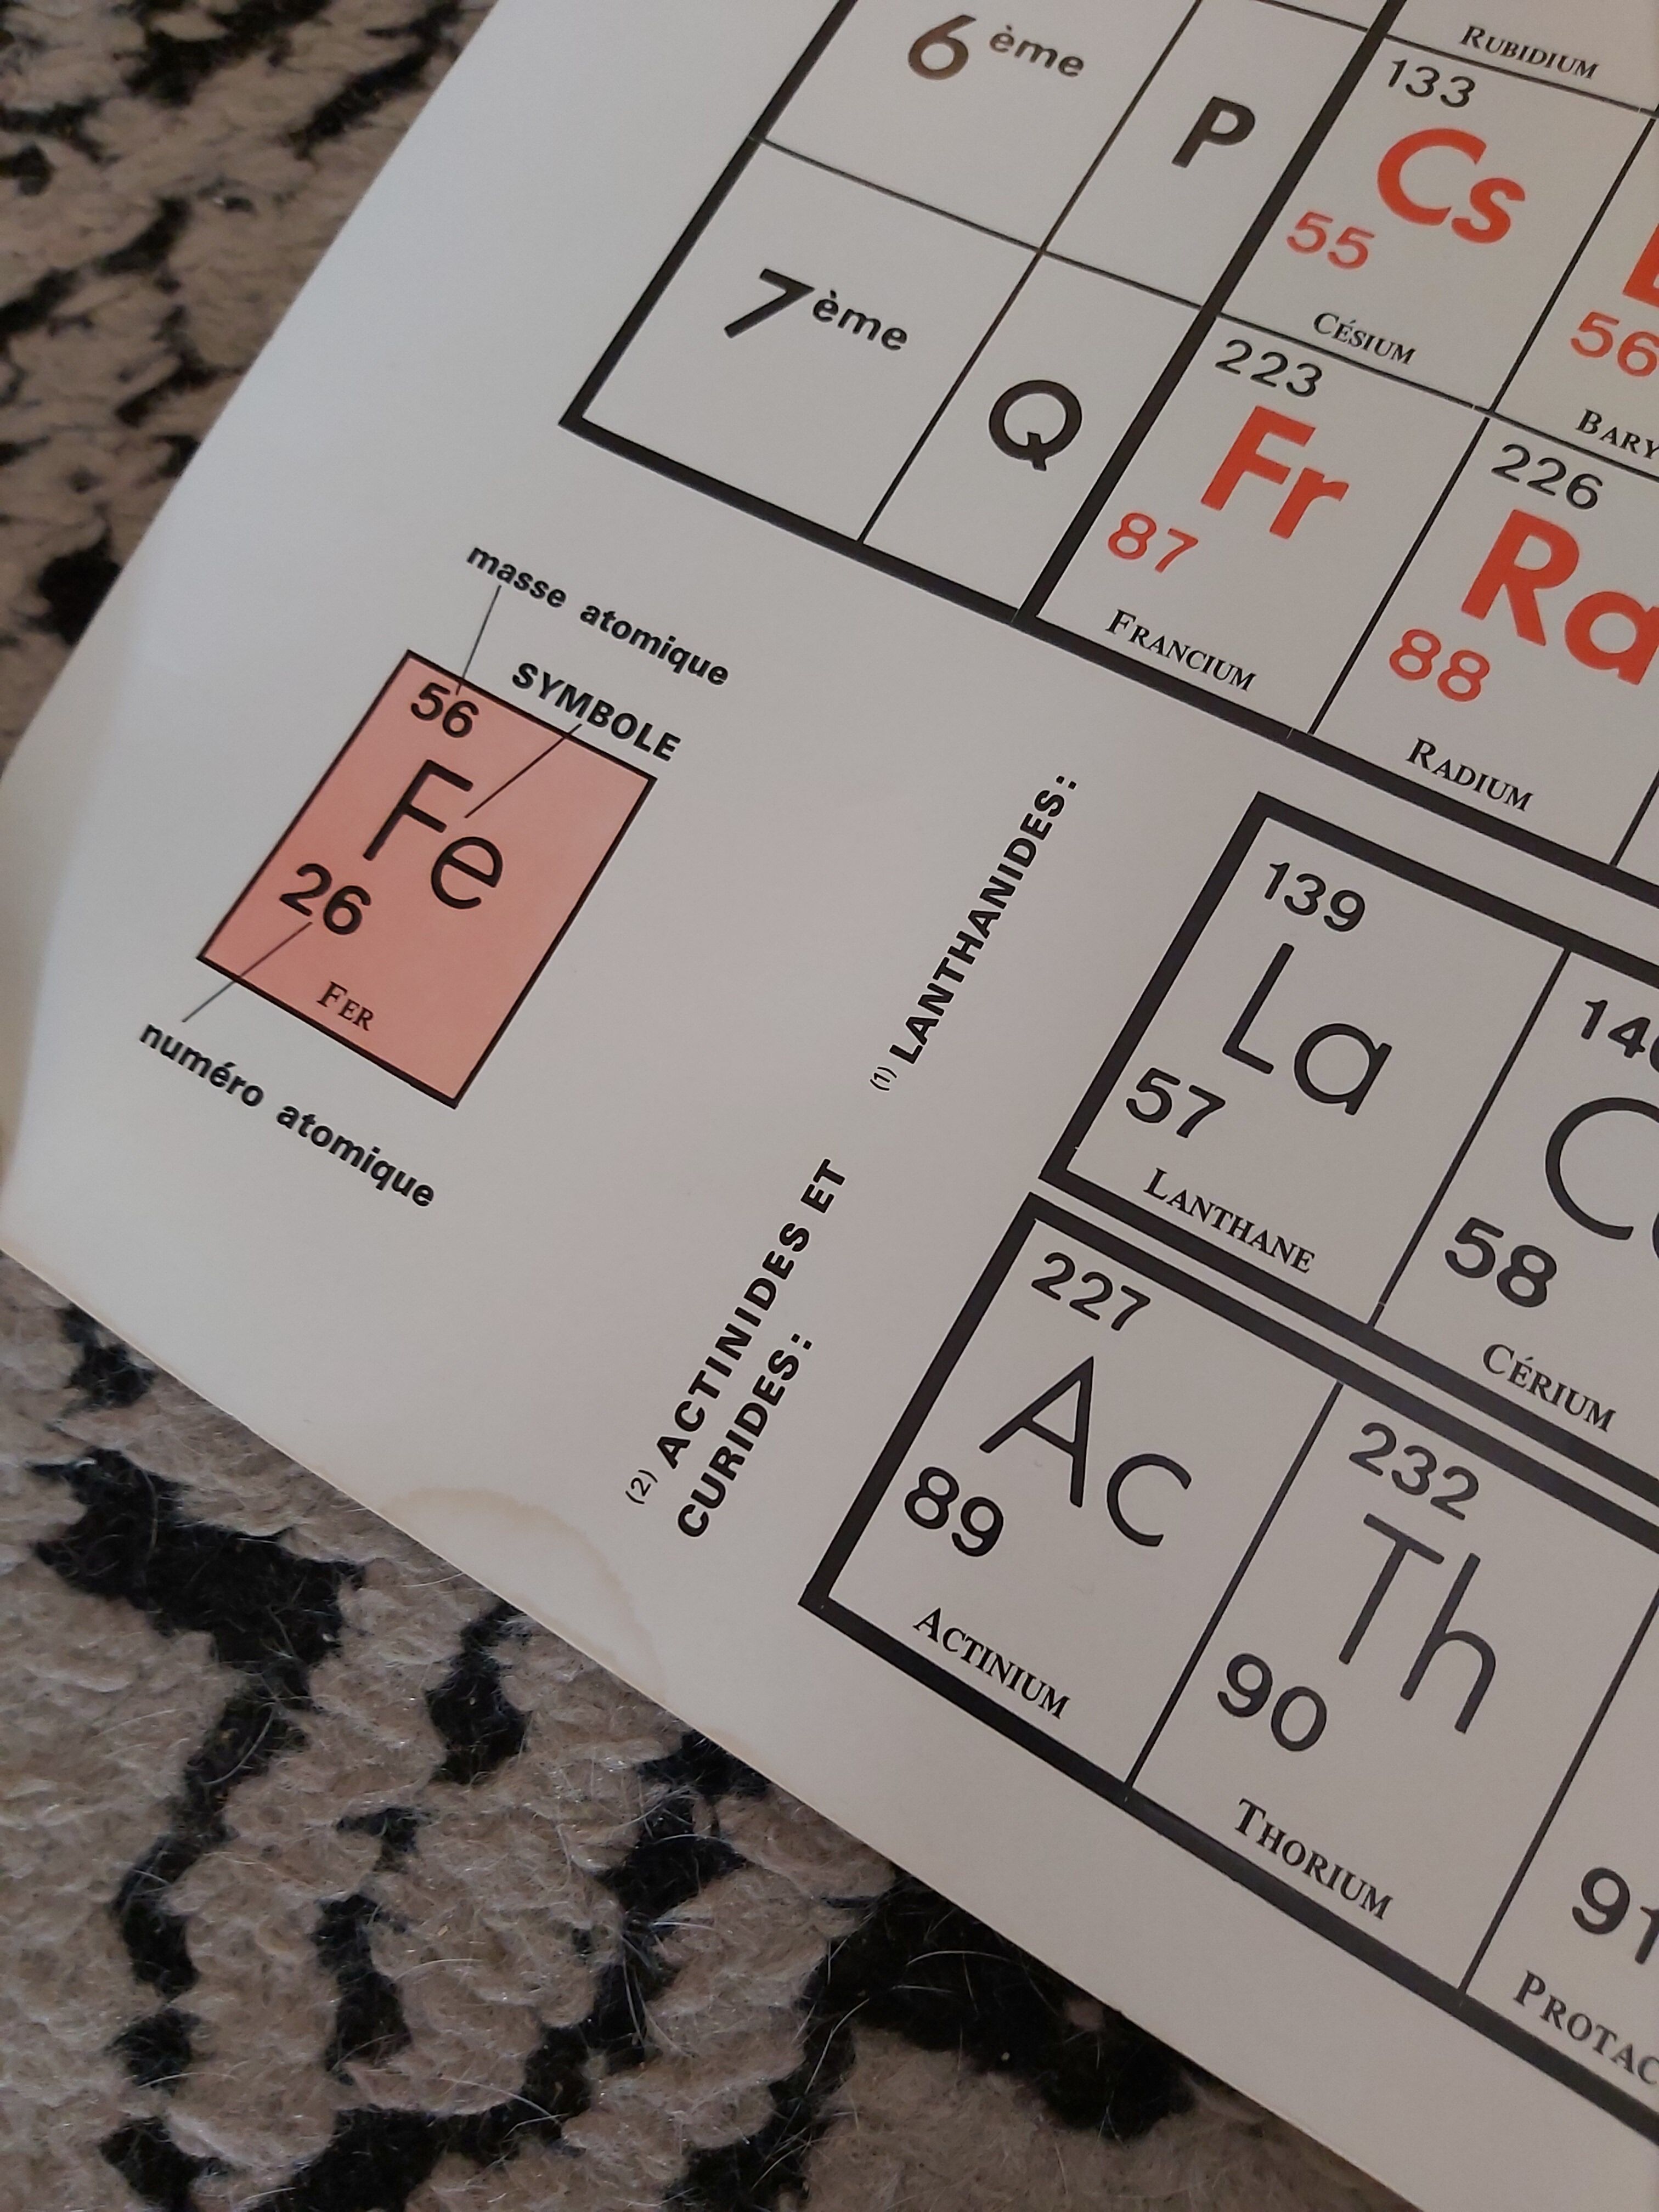 RUBIDIUM
6ème
P
133
Cs
55
CÉSIUM
56
7ème
Q
223
Fr
87
FRANCIUM
226
Ra
88
RADIUM
masse atomique
SYMBOLE
56
Fe
26
FER
numéro atomique
(1) LANTHANIDES:
139
La
57
LANTHANE
58
CÉRIUM
(2) ACTINIDES ET
CURIDES:
227
Ac
89
ACTINIUM
232
Th
90
THORIUM
91